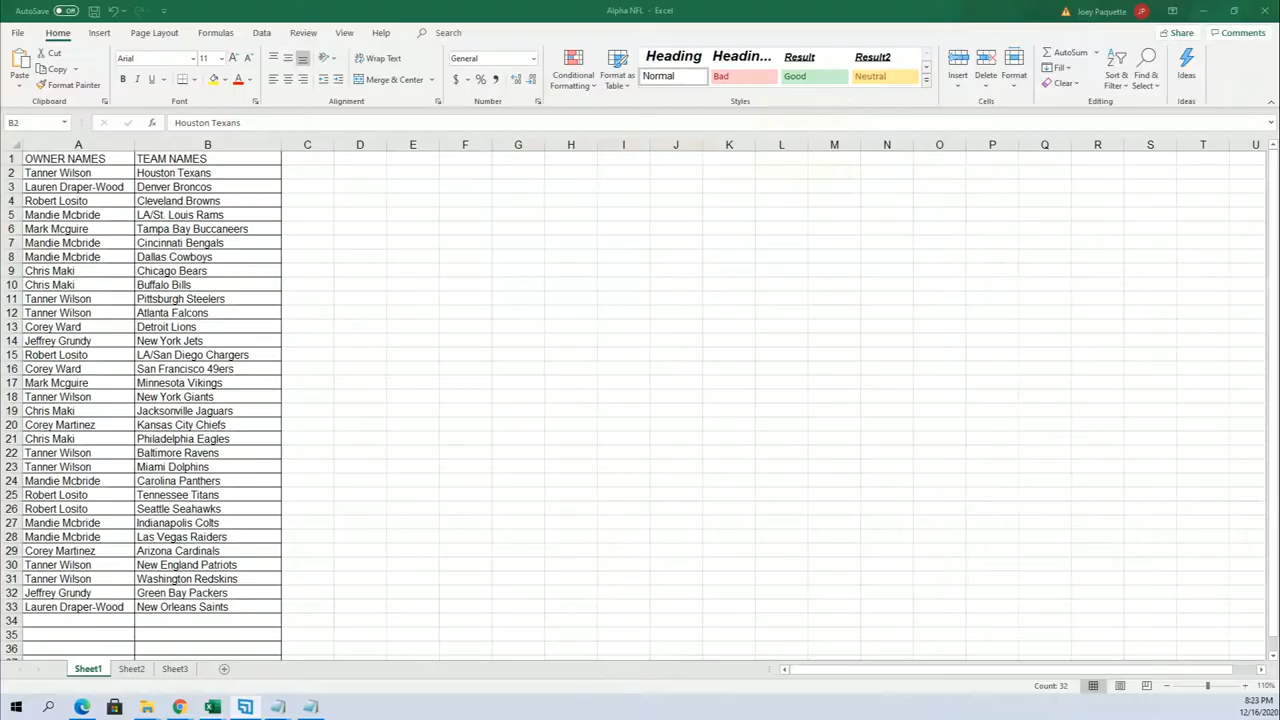 AutoSave Off
Alpha NFL - Excel
Joey Paquette JP
File Home Insert Page Layout Formulas Data Review View Help Search Share Comments
Paste Cut Copy Format Painter Clipboard
Arial 11 B I U Font
Wrap Text Merge & Center Alignment
General $ % Number
Conditional Formatting Format as Table
Heading Headin... Result Result2
Normal Bad Good Neutral
Styles
Insert Delete Format Cells
AutoSum Fill Clear Sort & Filter Find & Select Editing
Ideas Ideas
B2 fx Houston Texans
A B C D E F G H I J K L M N O P Q R S T U
1 OWNER NAMES TEAM NAMES
2 Tanner Wilson Houston Texans
3 Lauren Draper-Wood Denver Broncos
4 Robert Losito Cleveland Browns
5 Mandie Mcbride LA/St. Louis Rams
6 Mark Mcguire Tampa Bay Buccaneers
7 Mandie Mcbride Cincinnati Bengals
8 Mandie Mcbride Dallas Cowboys
9 Chris Maki Chicago Bears
10 Chris Maki Buffalo Bills
11 Tanner Wilson Pittsburgh Steelers
12 Tanner Wilson Atlanta Falcons
13 Corey Ward Detroit Lions
14 Jeffrey Grundy New York Jets
15 Robert Losito LA/San Diego Chargers
16 Corey Ward San Francisco 49ers
17 Mark Mcguire Minnesota Vikings
18 Tanner Wilson New York Giants
19 Chris Maki Jacksonville Jaguars
20 Corey Martinez Kansas City Chiefs
21 Chris Maki Philadelphia Eagles
22 Tanner Wilson Baltimore Ravens
23 Tanner Wilson Miami Dolphins
24 Mandie Mcbride Carolina Panthers
25 Robert Losito Tennessee Titans
26 Robert Losito Seattle Seahawks
27 Mandie Mcbride Indianapolis Colts
28 Mandie Mcbride Las Vegas Raiders
29 Corey Martinez Arizona Cardinals
30 Tanner Wilson New England Patriots
31 Tanner Wilson Washington Redskins
32 Jeffrey Grundy Green Bay Packers
33 Lauren Draper-Wood New Orleans Saints
34
35
36
Sheet1 Sheet2 Sheet3
Count: 32 110%
8:23 PM
12/16/2020